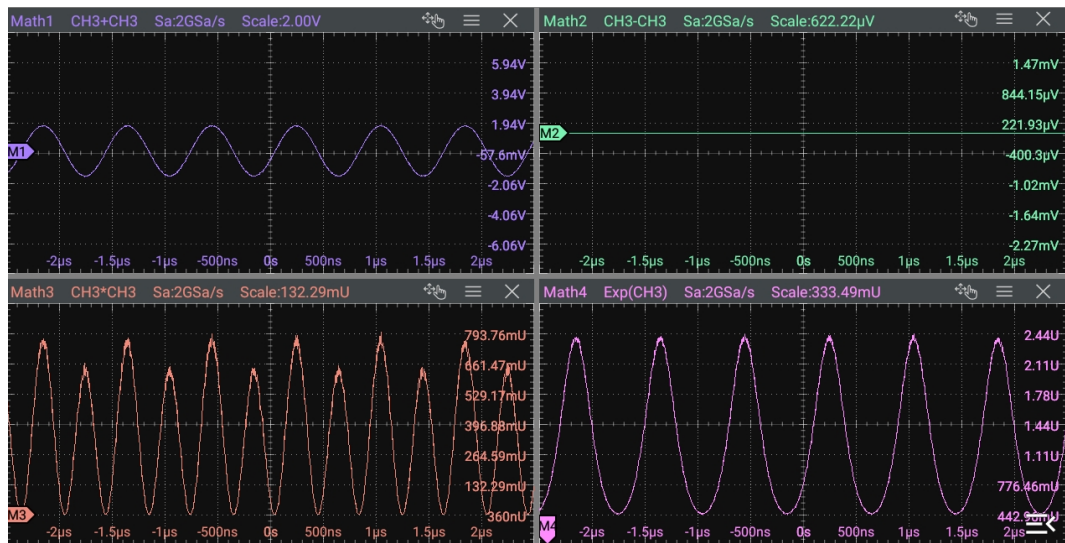 Math1 CH3+CH3 Sa:2GSa/s Scale:2.00V
5.94V
3.94V
1.94V
M1
-57.6mV
-2.06V
-4.06V
-6.06V
-2µs -1.5µs -1µs -500ns 0s 500ns 1µs 1.5µs 2µs
Math2 CH3-CH3 Sa:2GSa/s Scale:622.22µV
1.47mV
844.15µV
221.93µV
M2
-400.3µV
-1.02mV
-1.64mV
-2.27mV
-2µs -1.5µs -1µs -500ns 0s 500ns 1µs 1.5µs 2µs
Math3 CH3*CH3 Sa:2GSa/s Scale:132.29mU
793.76mU
661.47mU
529.17mU
396.88mU
264.59mU
132.29mU
M3
360nU
-2µs -1.5µs -1µs -500ns 0s 500ns 1µs 1.5µs 2µs
Math4 Exp(CH3) Sa:2GSa/s Scale:333.49mU
2.44U
2.11U
1.78U
1.44U
1.11U
776.46mU
M4
-2µs -1.5µs -1µs -500ns 0s 500ns 1µs 1.5µs 2µs